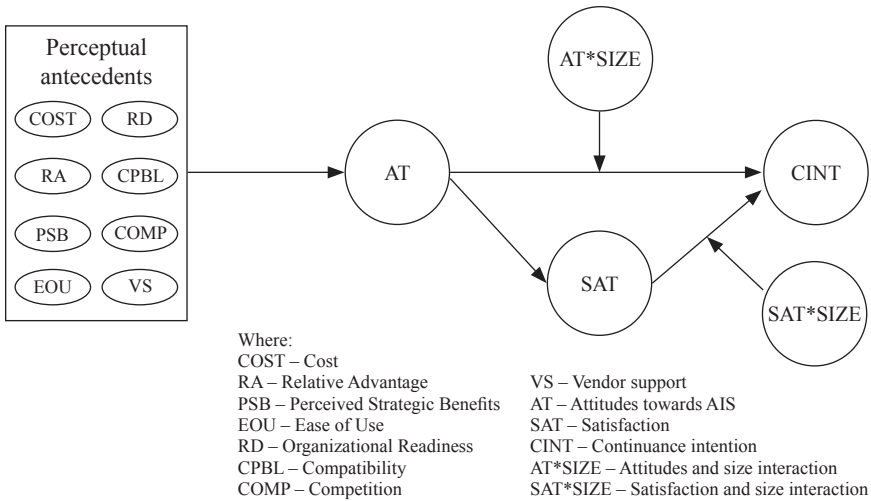 Perceptual
antecedents
COST
RD
RA
CPBL
PSB
COMP
EOU
VS
AT
AT*SIZE
CINT
SAT
SAT*SIZE
Where:
COST – Cost
RA – Relative Advantage
PSB – Perceived Strategic Benefits
EOU – Ease of Use
RD – Organizational Readiness
CPBL – Compatibility
COMP – Competition
VS – Vendor support
AT – Attitudes towards AIS
SAT – Satisfaction
CINT – Continuance intention
AT*SIZE – Attitudes and size interaction
SAT*SIZE – Satisfaction and size interaction